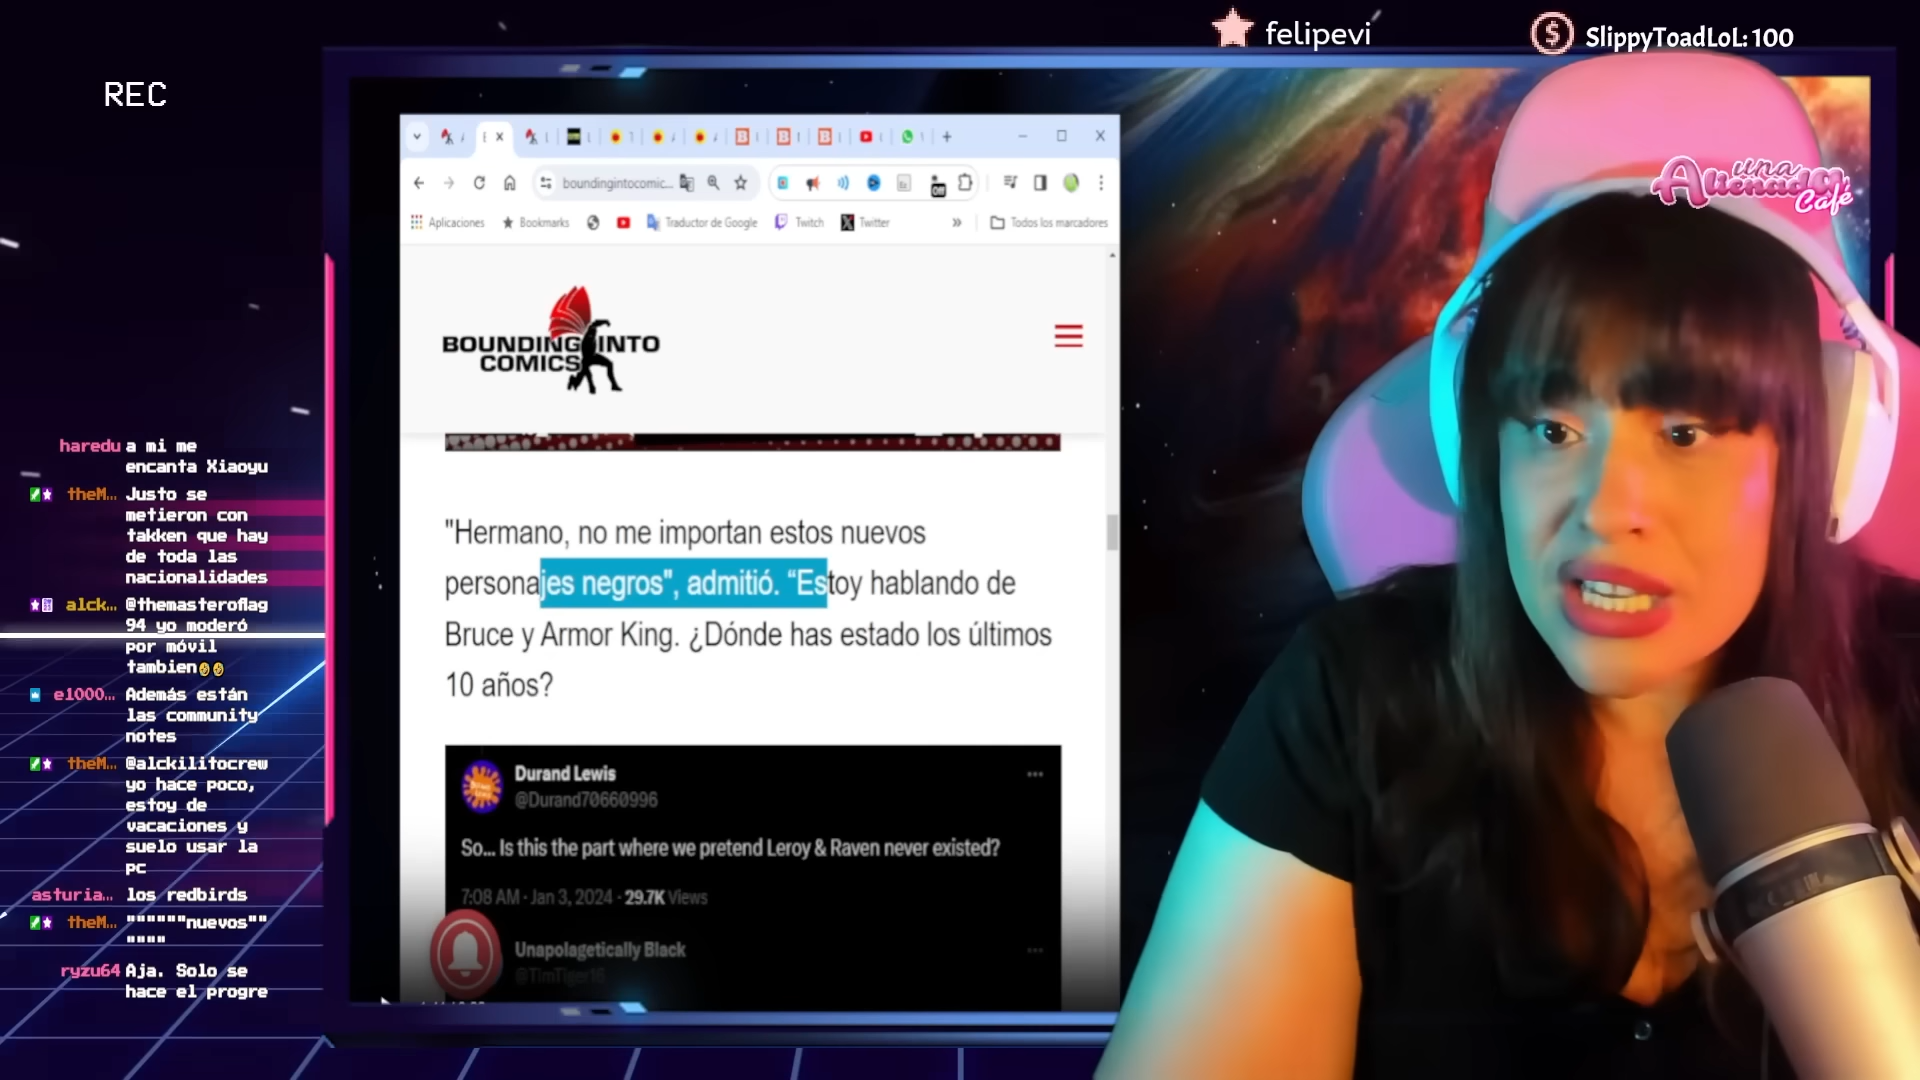 felipevi
SlippyToadLoL: 100
REC
una
Alienada
Café
boundingintocomic...
Off
Aplicaciones
Bookmarks
Traductor de Google
Twitch
Twitter
»
Todos los marcadores
BOUNDING INTO
COMICS
"Hermano, no me importan estos nuevos
personajes negros", admitió. “Estoy hablando de
Bruce y Armor King. ¿Dónde has estado los últimos
10 años?
Durand Lewis
@Durand70660996
So... Is this the part where we pretend Leroy & Raven never existed?
7:08 AM · Jan 3, 2024 · 29.7K Views
Unapolagetically Black
@TimTiger16
haredu a mi me
encanta Xiaoyu
theM... Justo se
metieron con
takken que hay
de toda las
nacionalidades
alck... @themasteroflag
94 yo moderó
por móvil
tambien
e1000... Además están
las community
notes
theM... @alckilitocrew
yo hace poco,
estoy de
vacaciones y
suelo usar la
pc
asturia... los redbirds
theM... """"""nuevos""
""""
ryzu64 Aja. Solo se
hace el progre